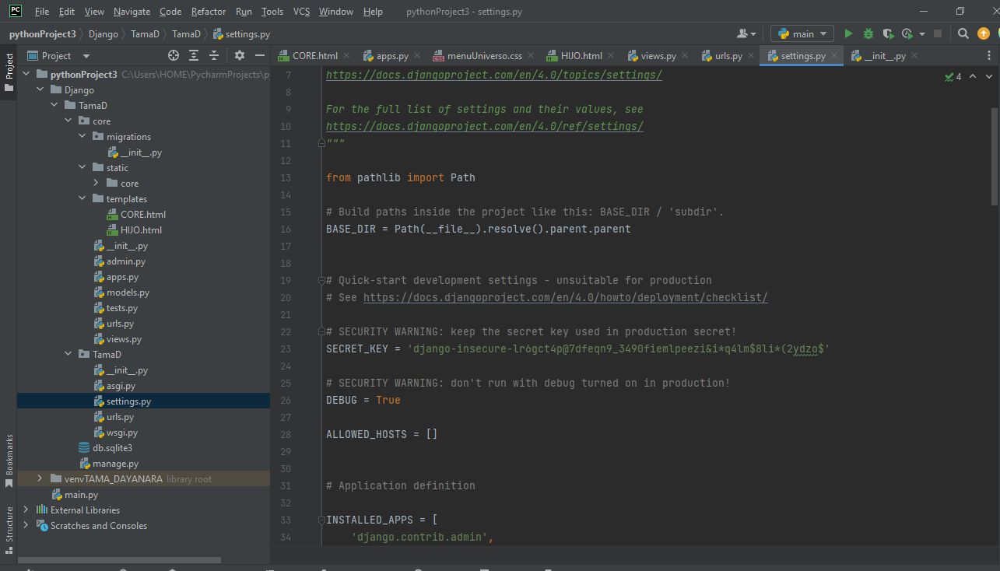 PC File Edit View Navigate Code Refactor Run Tools VCS Window Help pythonProject3 - settings.py
pythonProject3 Django TamaD TamaD settings.py main
Project
Project
CORE.html apps.py menuUniverso.css HIJO.html views.py urls.py settings.py __init__.py
pythonProject3 C:\Users\HOME\PycharmProjects\p
Django
TamaD
core
migrations
__init__.py
static
core
templates
CORE.html
HIJO.html
__init__.py
admin.py
apps.py
models.py
tests.py
urls.py
views.py
TamaD
__init__.py
asgi.py
settings.py
urls.py
wsgi.py
db.sqlite3
manage.py
venvTAMA_DAYANARA library root
main.py
External Libraries
Scratches and Consoles
Bookmarks
Structure
4
7 https://docs.djangoproject.com/en/4.0/topics/settings/
8
9 For the full list of settings and their values, see
10 https://docs.djangoproject.com/en/4.0/ref/settings/
11 """
12
13 from pathlib import Path
14
15 # Build paths inside the project like this: BASE_DIR / 'subdir'.
16 BASE_DIR = Path(__file__).resolve().parent.parent
17
18
19 # Quick-start development settings - unsuitable for production
20 # See https://docs.djangoproject.com/en/4.0/howto/deployment/checklist/
21
22 # SECURITY WARNING: keep the secret key used in production secret!
23 SECRET_KEY = 'django-insecure-lr6gct4p@7dfeqn9_3490fiemlpeezi&i*q4lm$8li*(2ydzo$'
24
25 # SECURITY WARNING: don't run with debug turned on in production!
26 DEBUG = True
27
28 ALLOWED_HOSTS = []
29
30
31 # Application definition
32
33 INSTALLED_APPS = [
34 'django.contrib.admin',